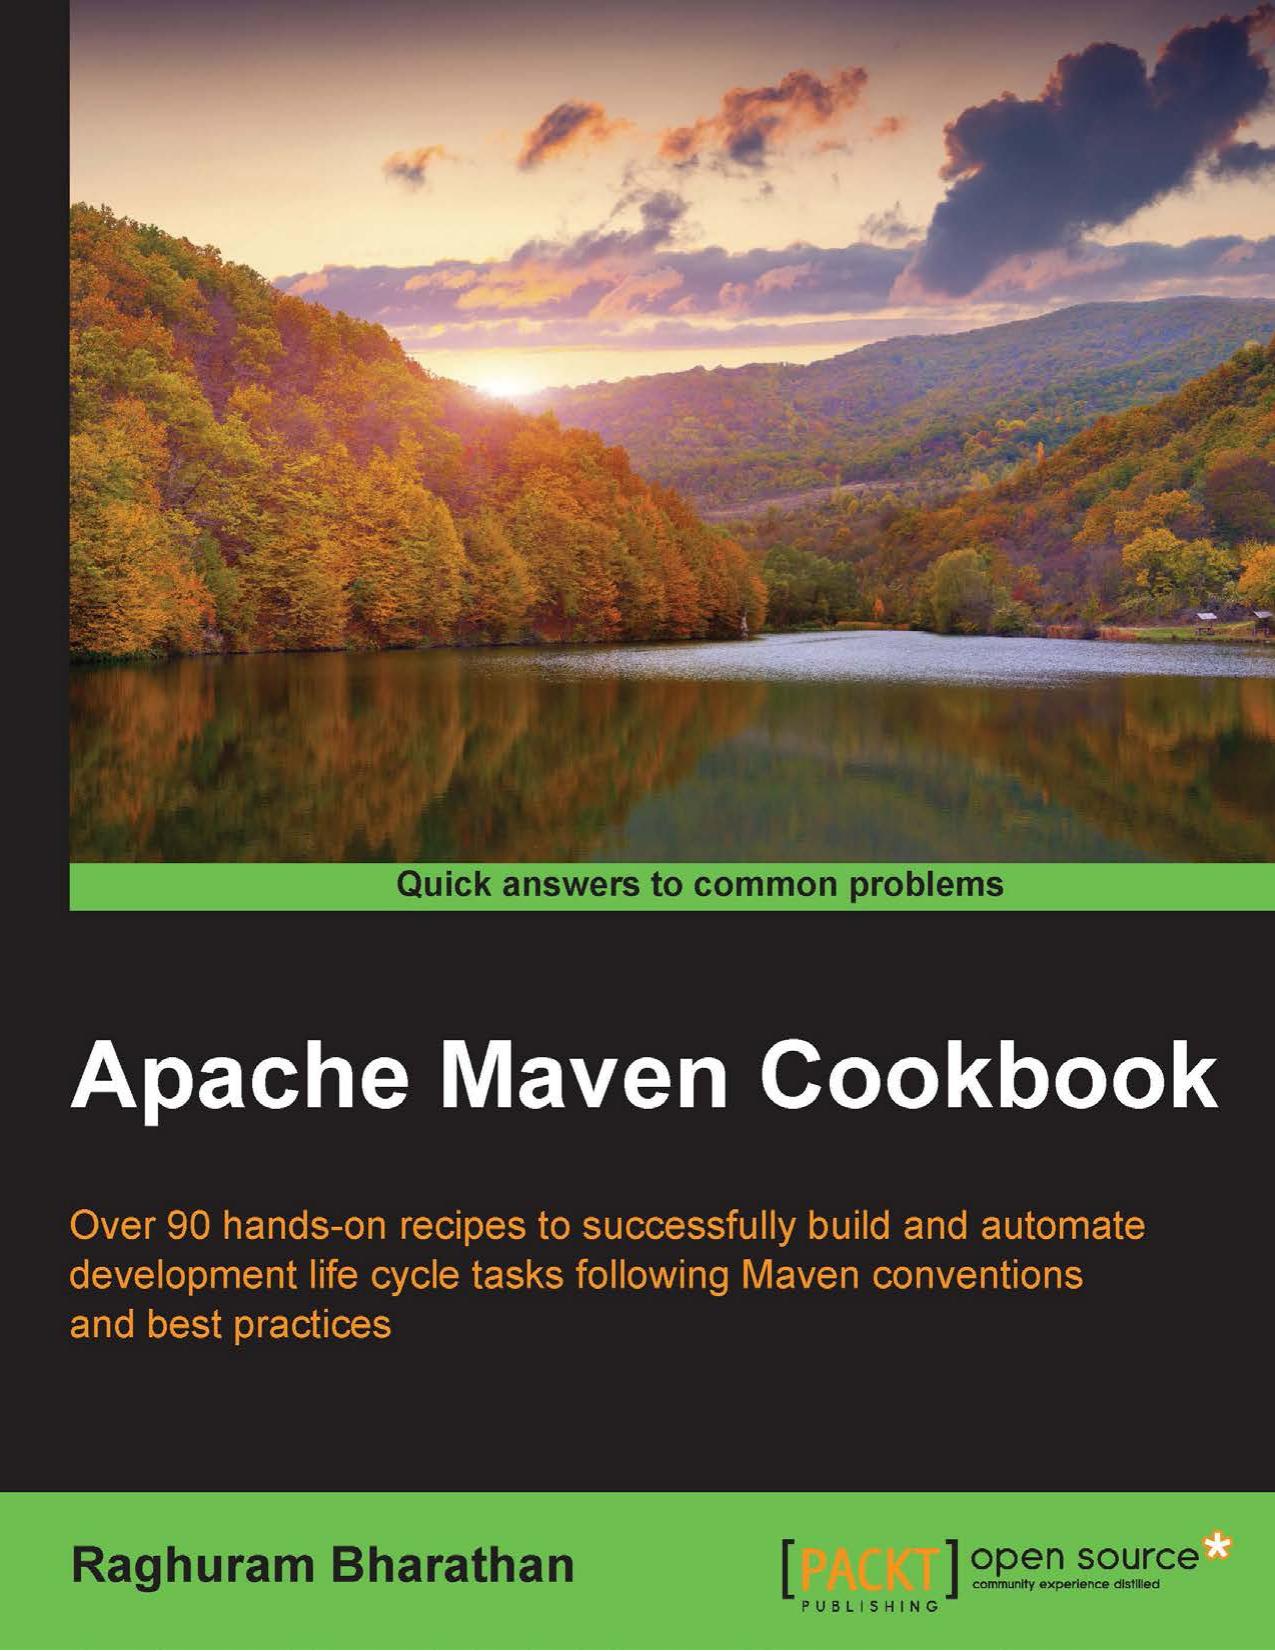 Quick answers to common problems
Apache Maven Cookbook
Over 90 hands-on recipes to successfully build and automate
development life cycle tasks following Maven conventions
and best practices
Raghuram Bharathan
[PACKT] open source*
community experience distilled
PUBLISHING